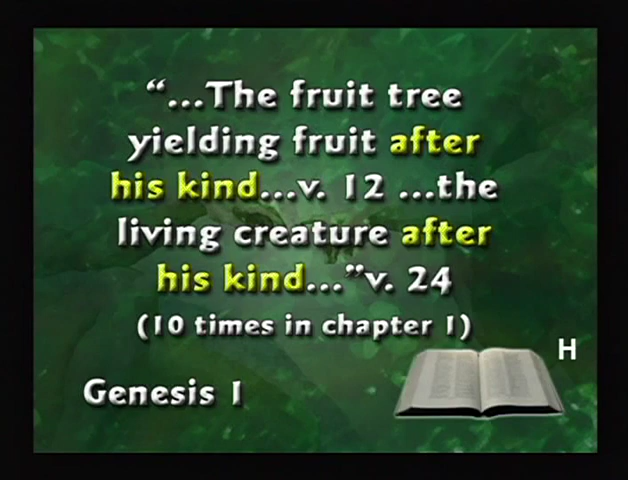 “...The fruit tree
yielding fruit after
his kind...v. 12 ...the
living creature after
his kind...”v. 24
(10 times in chapter 1)
H
Genesis 1